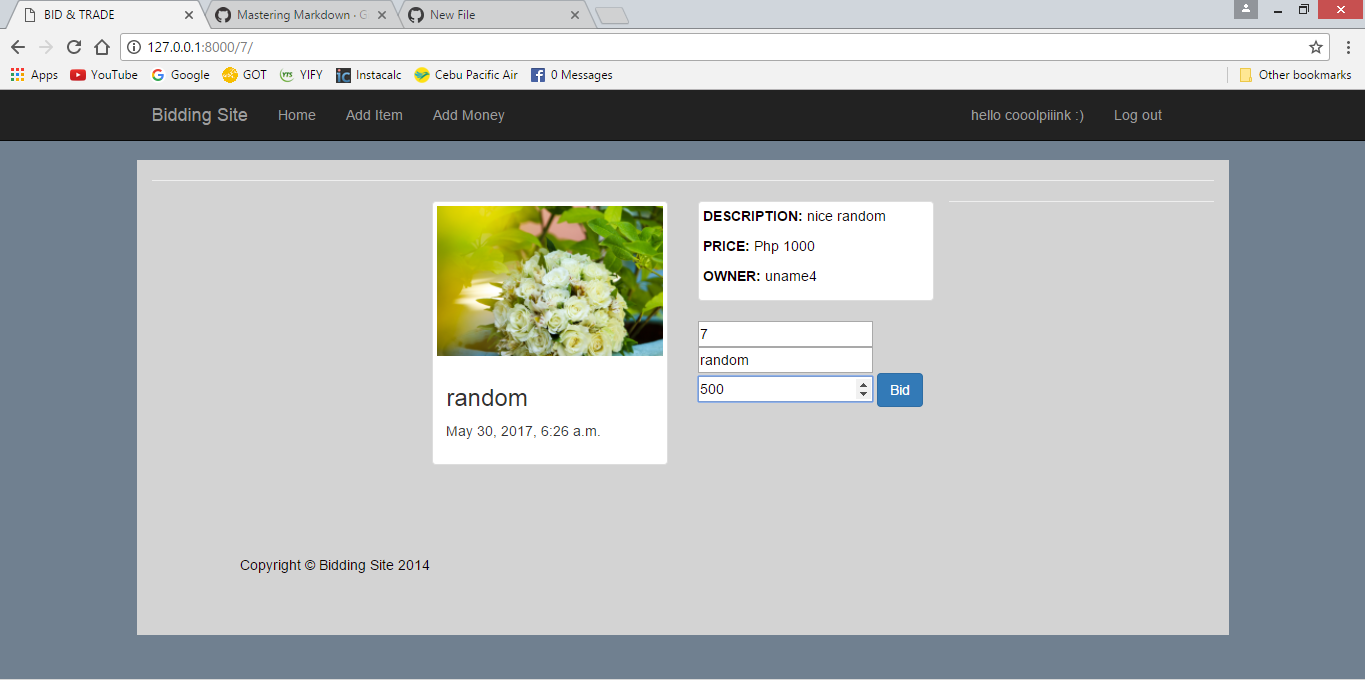 BID & TRADE
Mastering Markdown - G
New File
127.0.0.1:8000/7/
Apps YouTube Google GOT YIFY Instacalc Cebu Pacific Air 0 Messages Other bookmarks
Bidding Site Home Add Item Add Money hello cooolpiiink :) Log out
DESCRIPTION: nice random
PRICE: Php 1000
OWNER: uname4
7
random
500 Bid
random
May 30, 2017, 6:26 a.m.
Copyright © Bidding Site 2014